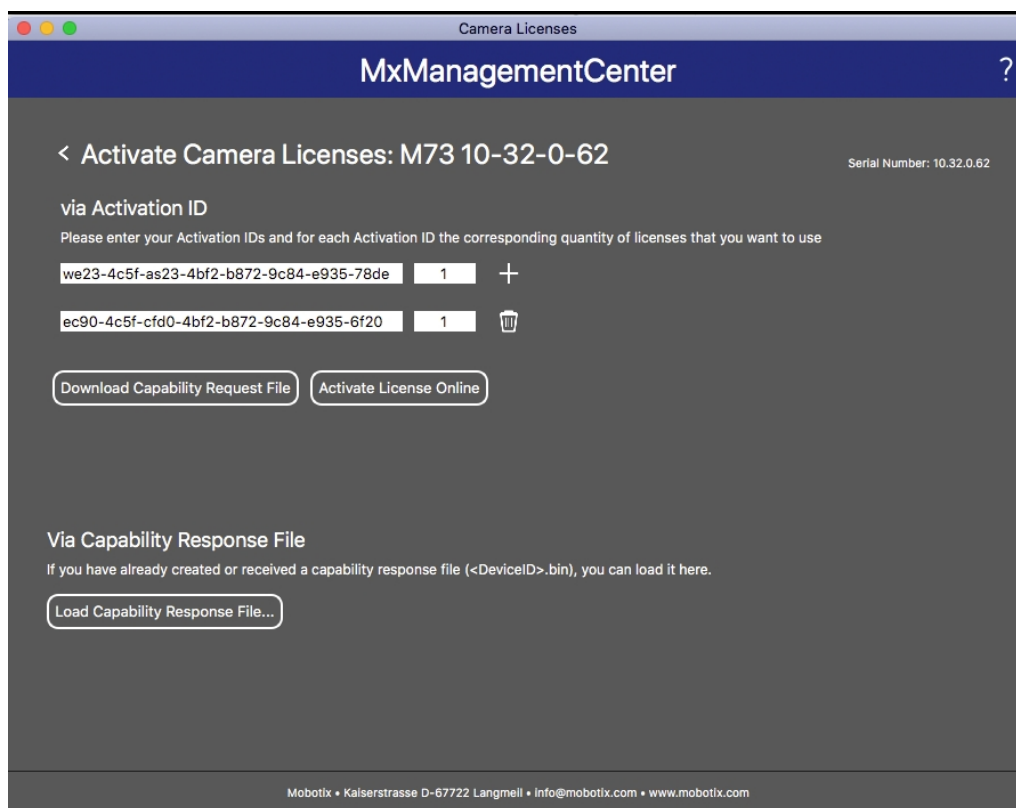 Camera Licenses
MxManagementCenter
?
< Activate Camera Licenses: M73 10-32-0-62
Serial Number: 10.32.0.62
via Activation ID
Please enter your Activation IDs and for each Activation ID the corresponding quantity of licenses that you want to use
we23-4c5f-as23-4bf2-b872-9c84-e935-78de 1 +
ec90-4c5f-cfd0-4bf2-b872-9c84-e935-6f20 1
Download Capability Request File Activate License Online
Via Capability Response File
If you have already created or received a capability response file (<DeviceID>.bin), you can load it here.
Load Capability Response File...
Mobotix • Kaiserstrasse D-67722 Langmeil • info@mobotix.com • www.mobotix.com